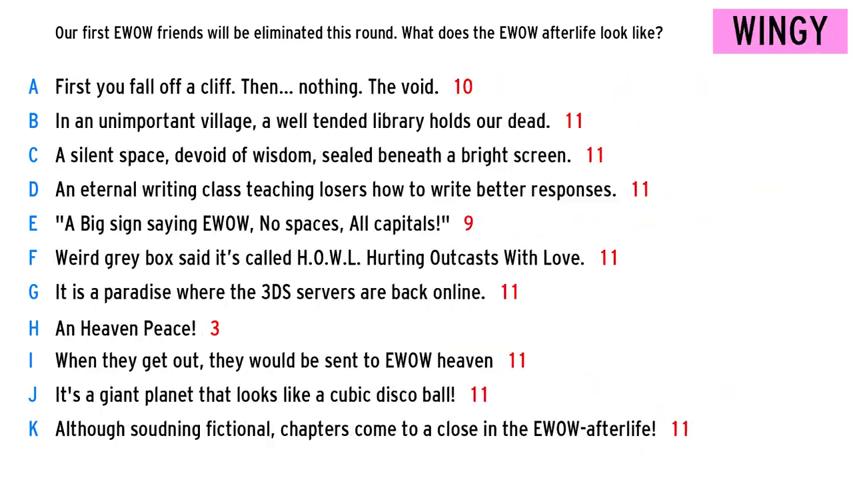 Our first EWOW friends will be eliminated this round. What does the EWOW afterlife look like?
WINGY
A First you fall off a cliff. Then... nothing. The void. 10
B In an unimportant village, a well tended library holds our dead. 11
C A silent space, devoid of wisdom, sealed beneath a bright screen. 11
D An eternal writing class teaching losers how to write better responses. 11
E "A Big sign saying EWOW, No spaces, All capitals!" 9
F Weird grey box said it’s called H.O.W.L. Hurting Outcasts With Love. 11
G It is a paradise where the 3DS servers are back online. 11
H An Heaven Peace! 3
I When they get out, they would be sent to EWOW heaven 11
J It's a giant planet that looks like a cubic disco ball! 11
K Although soudning fictional, chapters come to a close in the EWOW-afterlife! 11